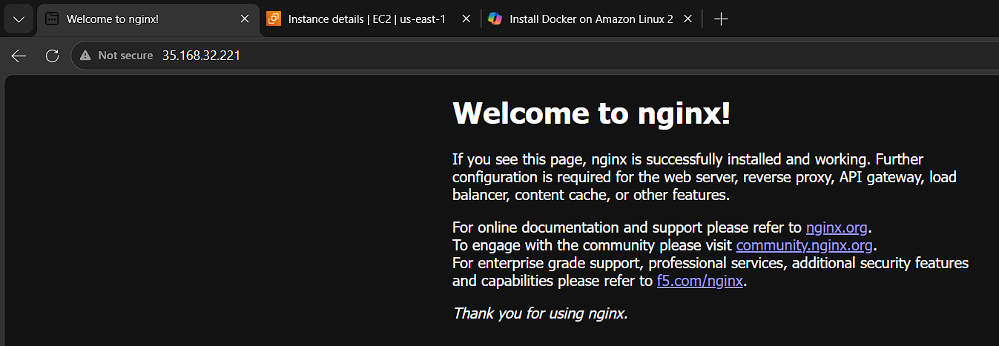 Welcome to nginx!
Instance details | EC2 | us-east-1
Install Docker on Amazon Linux 2
Not secure
35.168.32.221
Welcome to nginx!
If you see this page, nginx is successfully installed and working. Further
configuration is required for the web server, reverse proxy, API gateway, load
balancer, content cache, or other features.
For online documentation and support please refer to nginx.org.
To engage with the community please visit community.nginx.org.
For enterprise grade support, professional services, additional security features
and capabilities please refer to f5.com/nginx.
Thank you for using nginx.